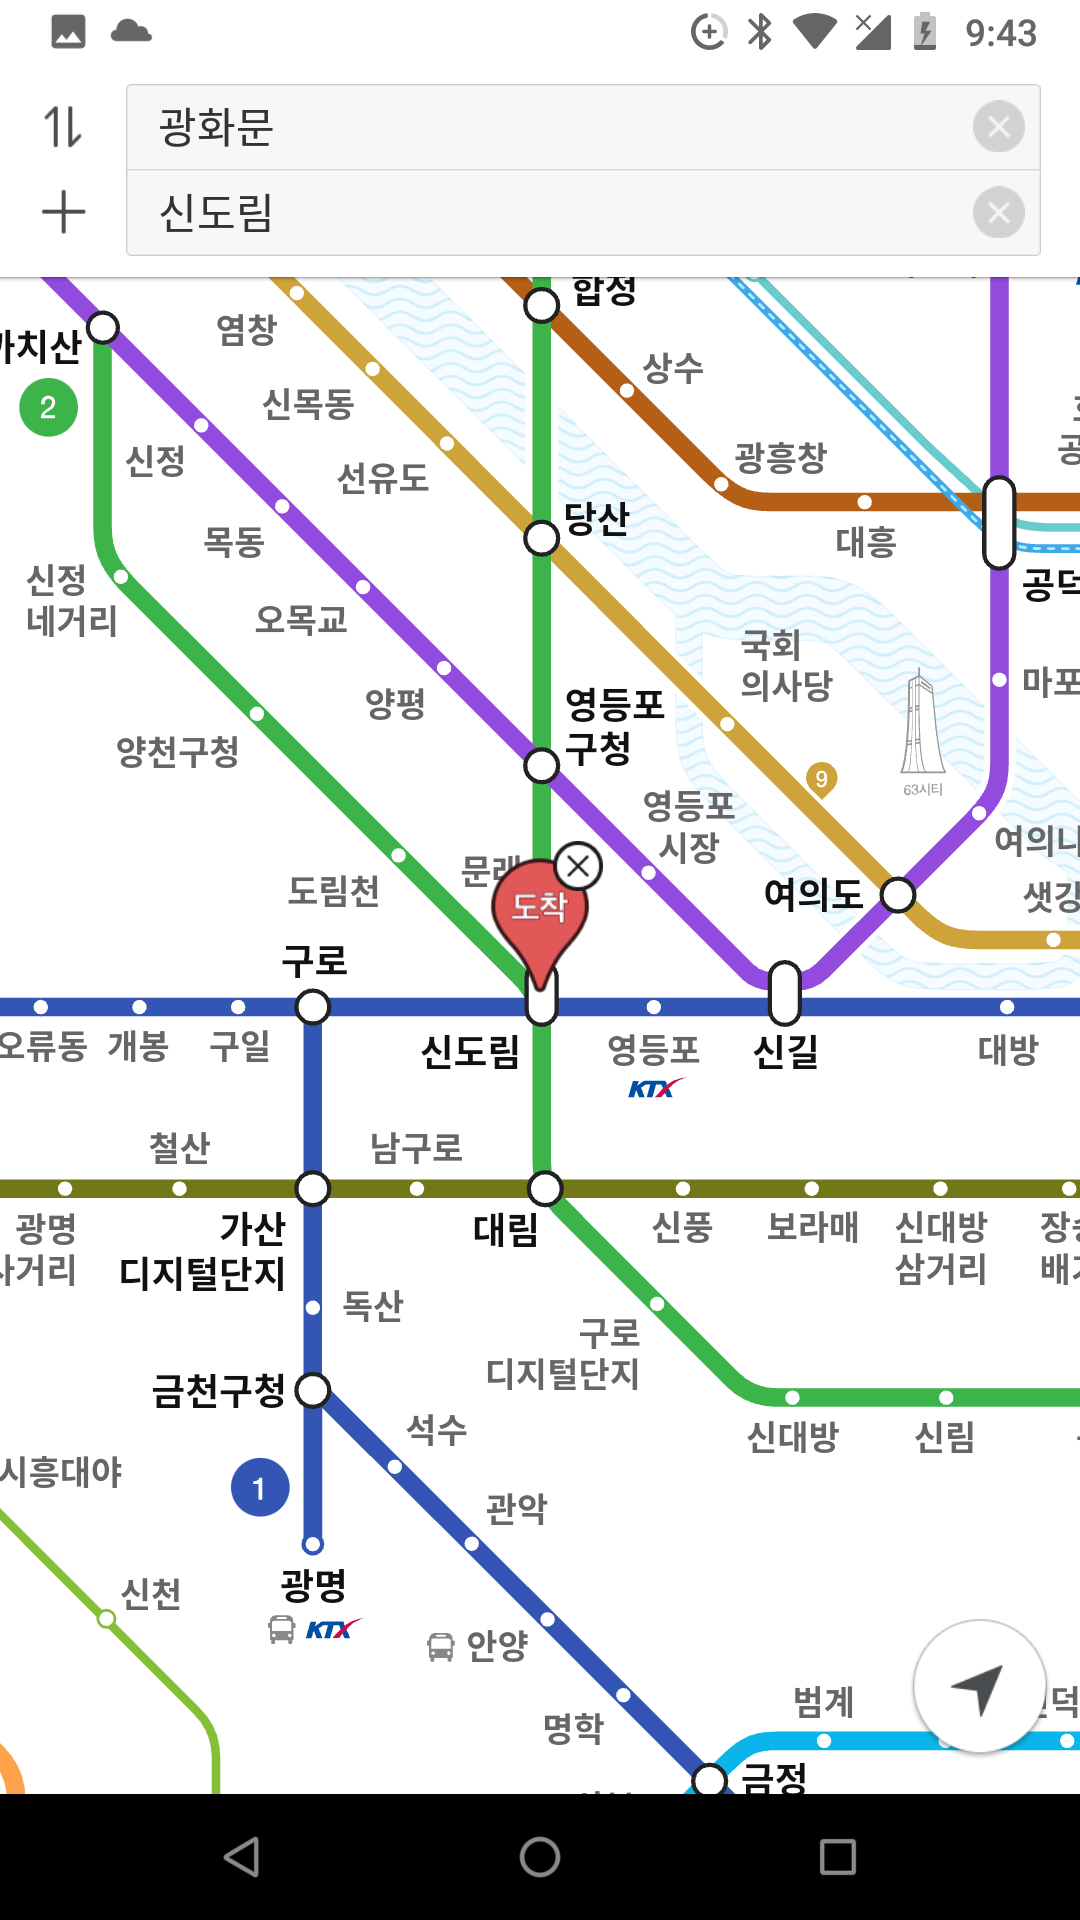 9:43
광화문
신도림
합정
염창
까치산
상수
2
신목동
신정
선유도
광흥창
당산
목동
대흥
신정
네거리
공덕
오목교
국회
의사당
마포
양평
영등포
구청
양천구청
9
63시티
영등포
시장
여의나
문래
도림천
도착
여의도
샛강
구로
오류동
개봉
구일
신도림
영등포
신길
대방
KTX
철산
남구로
광명
사거리
가산
디지털단지
대림
신풍
보라매
신대방
삼거리
독산
구로
디지털단지
금천구청
석수
신대방
신림
시흥대야
1
관악
광명
KTX
신천
안양
범계
명학
금정